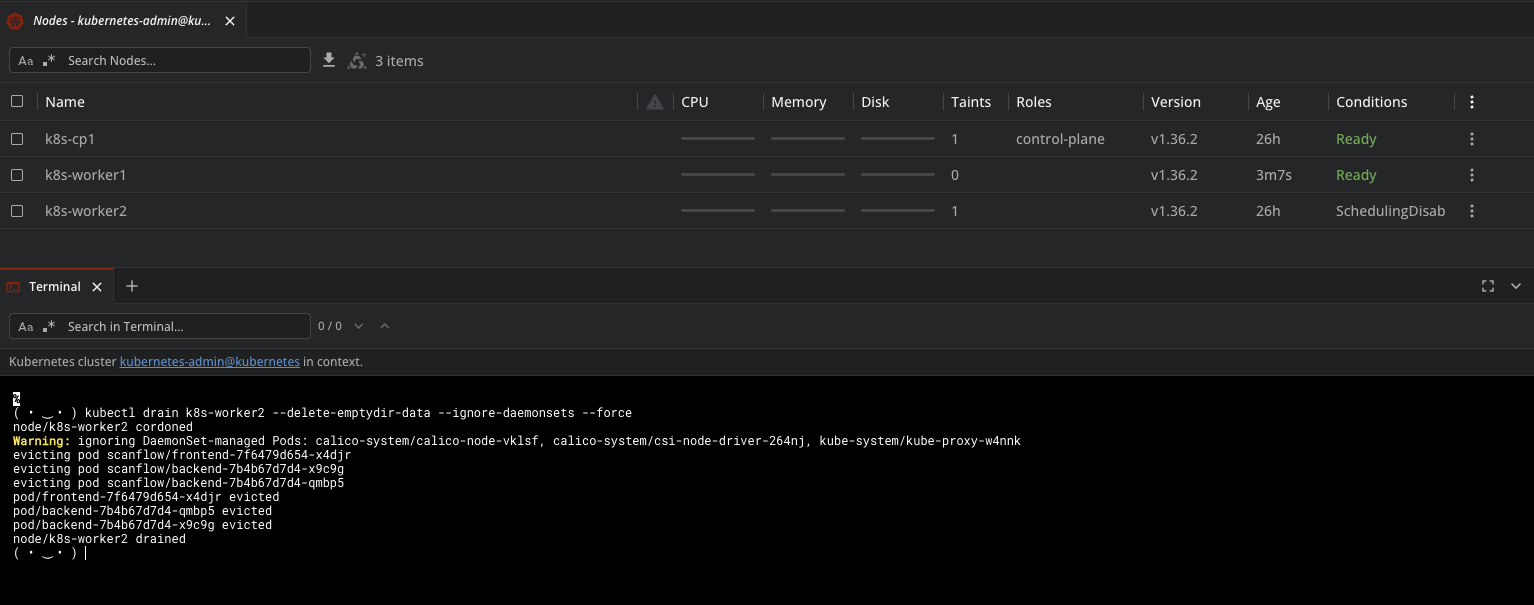 Nodes - kubernetes-admin@ku...
Aa .* Search Nodes... 3 items
Name CPU Memory Disk Taints Roles Version Age Conditions
k8s-cp1 1 control-plane v1.36.2 26h Ready
k8s-worker1 0 v1.36.2 3m7s Ready
k8s-worker2 1 v1.36.2 26h SchedulingDisab
Terminal
Aa .* Search in Terminal... 0 / 0
Kubernetes cluster kubernetes-admin@kubernetes in context.
%
( ・ ‿・ ) kubectl drain k8s-worker2 --delete-emptydir-data --ignore-daemonsets --force
node/k8s-worker2 cordoned
Warning: ignoring DaemonSet-managed Pods: calico-system/calico-node-vklsf, calico-system/csi-node-driver-264nj, kube-system/kube-proxy-w4nnk
evicting pod scanflow/frontend-7f6479d654-x4djr
evicting pod scanflow/backend-7b4b67d7d4-x9c9g
evicting pod scanflow/backend-7b4b67d7d4-qmbp5
pod/frontend-7f6479d654-x4djr evicted
pod/backend-7b4b67d7d4-qmbp5 evicted
pod/backend-7b4b67d7d4-x9c9g evicted
node/k8s-worker2 drained
( ・ ‿・ )